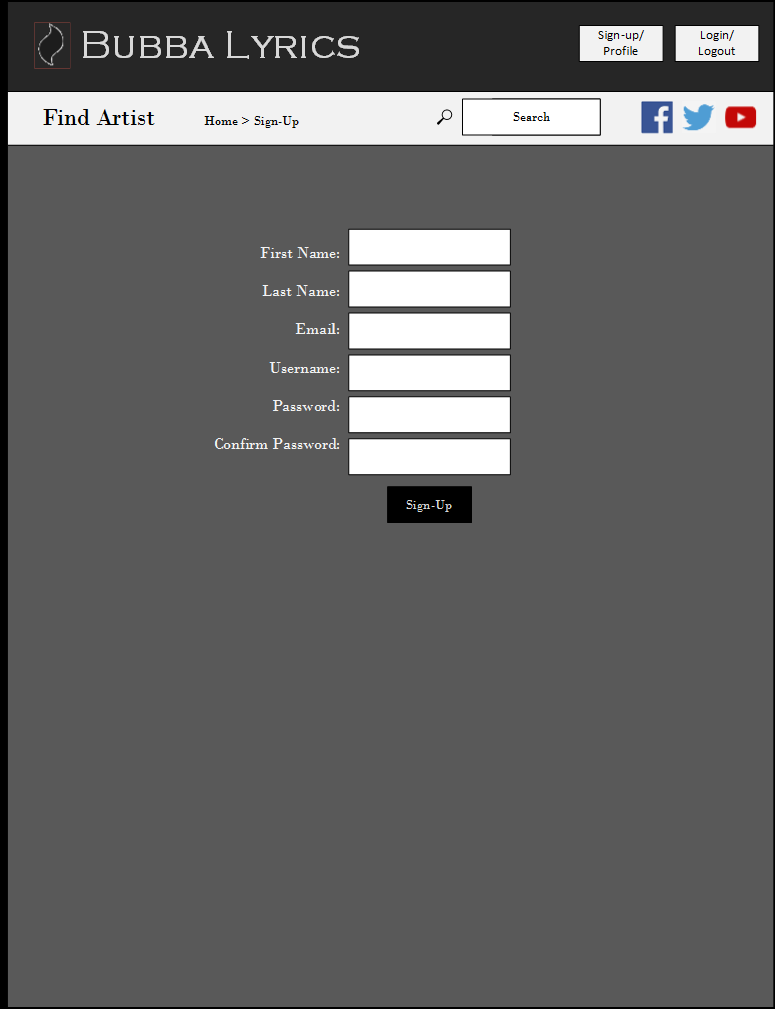 Bubba Lyrics
Sign-up/
Profile
Login/
Logout
Find Artist
Home > Sign-Up
Search
First Name:
Last Name:
Email:
Username:
Password:
Confirm Password:
Sign-Up